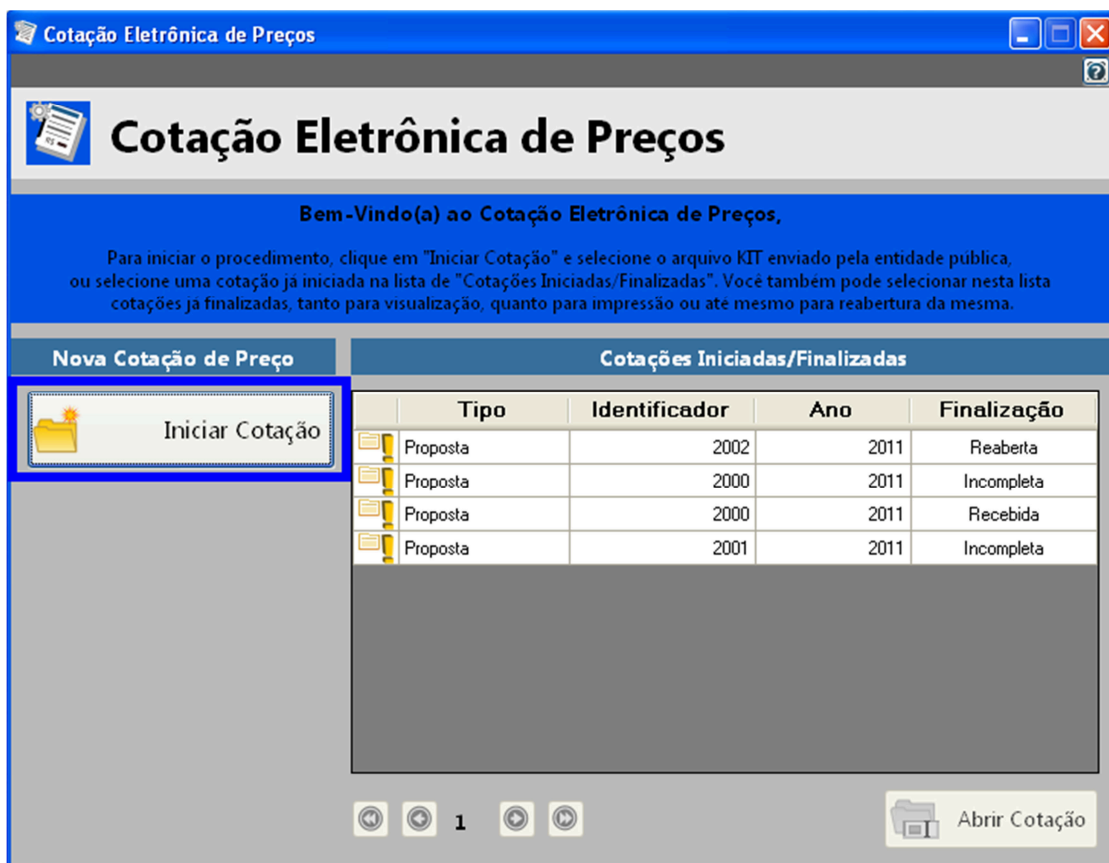 Cotação Eletrônica de Preços
Cotação Eletrônica de Preços
Bem-Vindo(a) ao Cotação Eletrônica de Preços,
Para iniciar o procedimento, clique em "Iniciar Cotação" e selecione o arquivo KIT enviado pela entidade pública,
ou selecione uma cotação já iniciada na lista de "Cotações Iniciadas/Finalizadas". Você também pode selecionar nesta lista
cotações já finalizadas, tanto para visualização, quanto para impressão ou até mesmo para reabertura da mesma.
Nova Cotação de Preço
Cotações Iniciadas/Finalizadas
Iniciar Cotação
Tipo Identificador Ano Finalização
Proposta 2002 2011 Reaberta
Proposta 2000 2011 Incompleta
Proposta 2000 2011 Recebida
Proposta 2001 2011 Incompleta
1
Abrir Cotação